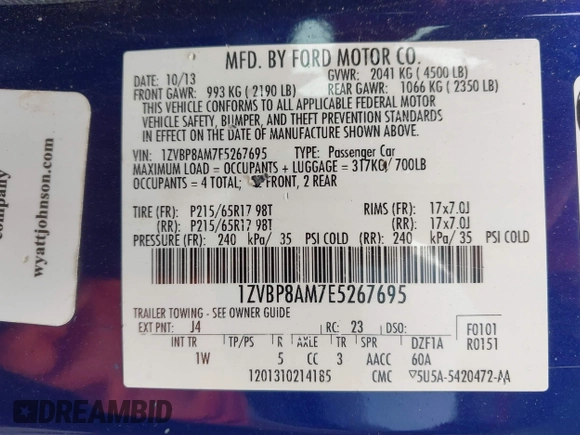 MFD. BY FORD MOTOR CO.
DATE: 10/13 GVWR: 2041 KG (4500 LB)
FRONT GAWR: 993 KG (2190 LB) REAR GAWR: 1066 KG (2350 LB)
THIS VEHICLE CONFORMS TO ALL APPLICABLE FEDERAL MOTOR
VEHICLE SAFETY, BUMPER, AND THEFT PREVENTION STANDARDS
IN EFFECT ON THE DATE OF MANUFACTURE SHOWN ABOVE.
VIN: 1ZVBP8AM7E5267695 TYPE: Passenger Car
MAXIMUM LOAD = OCCUPANTS + LUGGAGE = 317KG / 700LB
OCCUPANTS = 4 TOTAL; FRONT, 2 REAR
TIRE (FR): P215/65R17 98T RIMS (FR): 17x7.0J
(RR): P215/65R17 98T (RR): 17x7.0J
PRESSURE (FR): 240 kPa/ 35 PSI COLD (RR): 240 kPa/ 35 PSI COLD
1ZVBP8AM7E5267695
TRAILER TOWING - SEE OWNER GUIDE
EXT PNT: J4 RC: 23 DSO: F0101
INT TR TP/PS R AXLE TR SPR DZF1A R0151
1W 5 CC 3 AACC 60A
1201310214185 CMC 5U5A-5420472-AA
company
wyattjohnson.com
DREAMBID